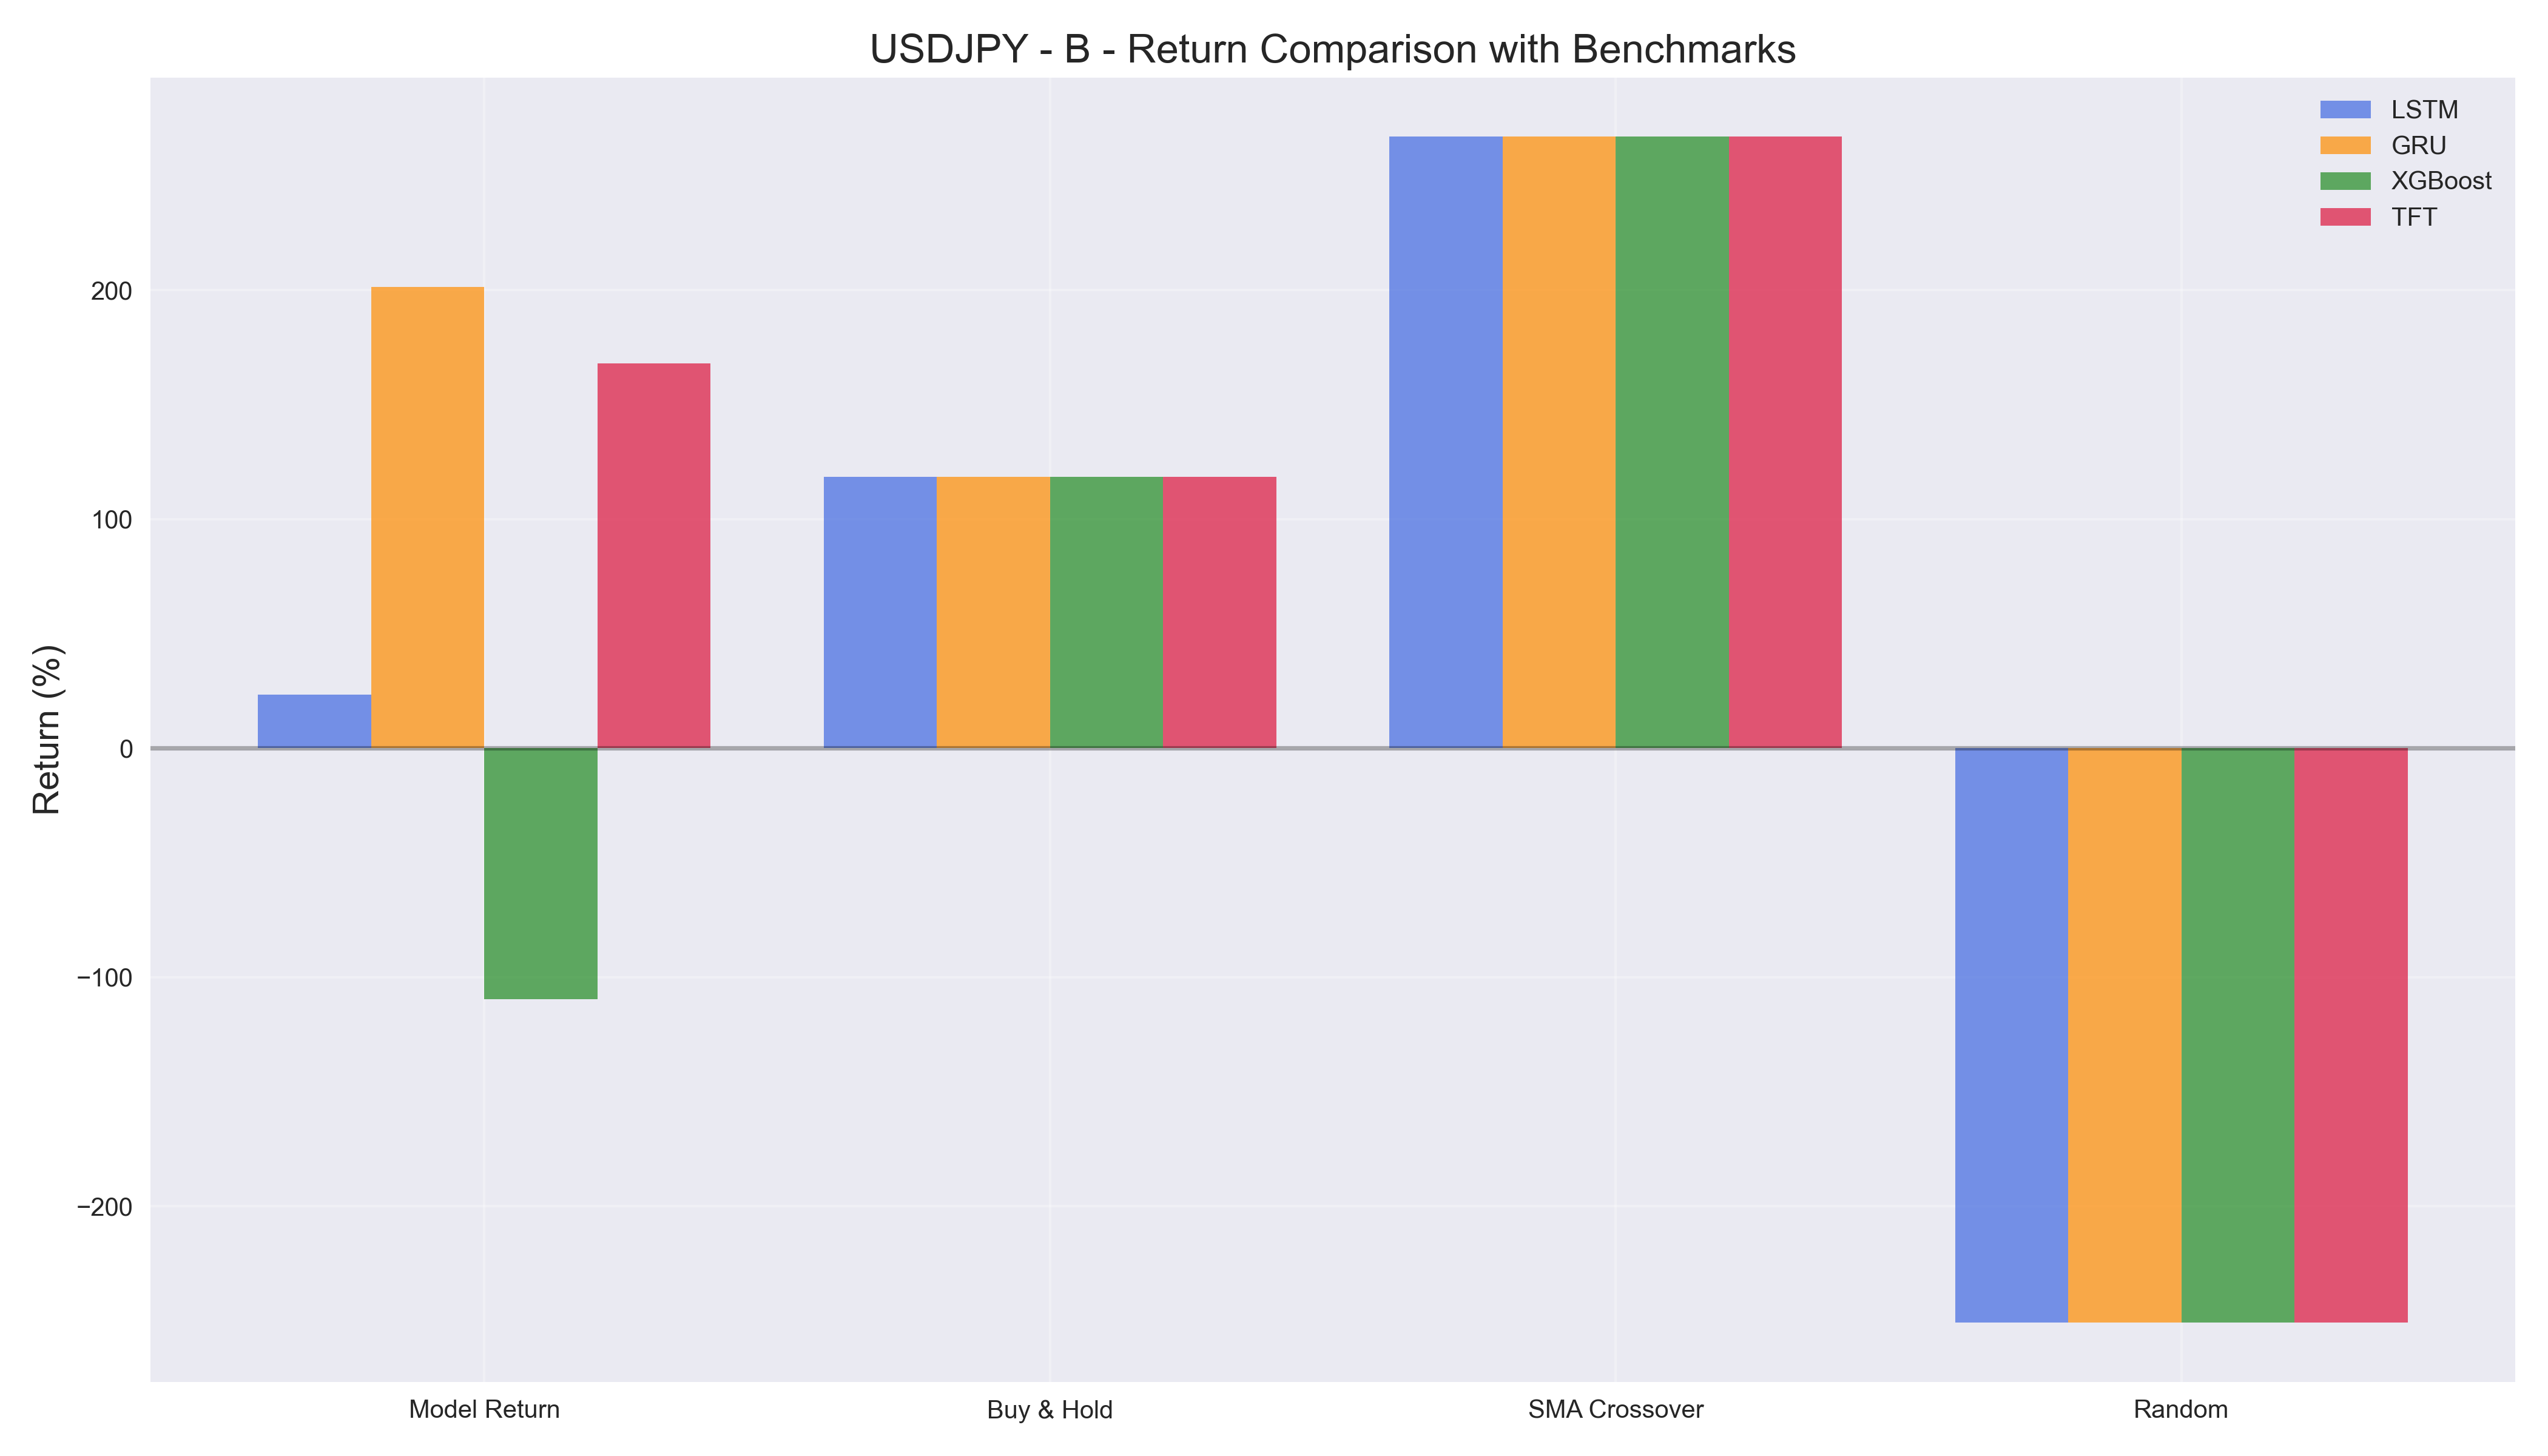 USDJPY - B - Return Comparison with Benchmarks
LSTM
GRU
XGBoost
TFT
Return (%)
200
100
0
−100
−200
Model Return
Buy & Hold
SMA Crossover
Random